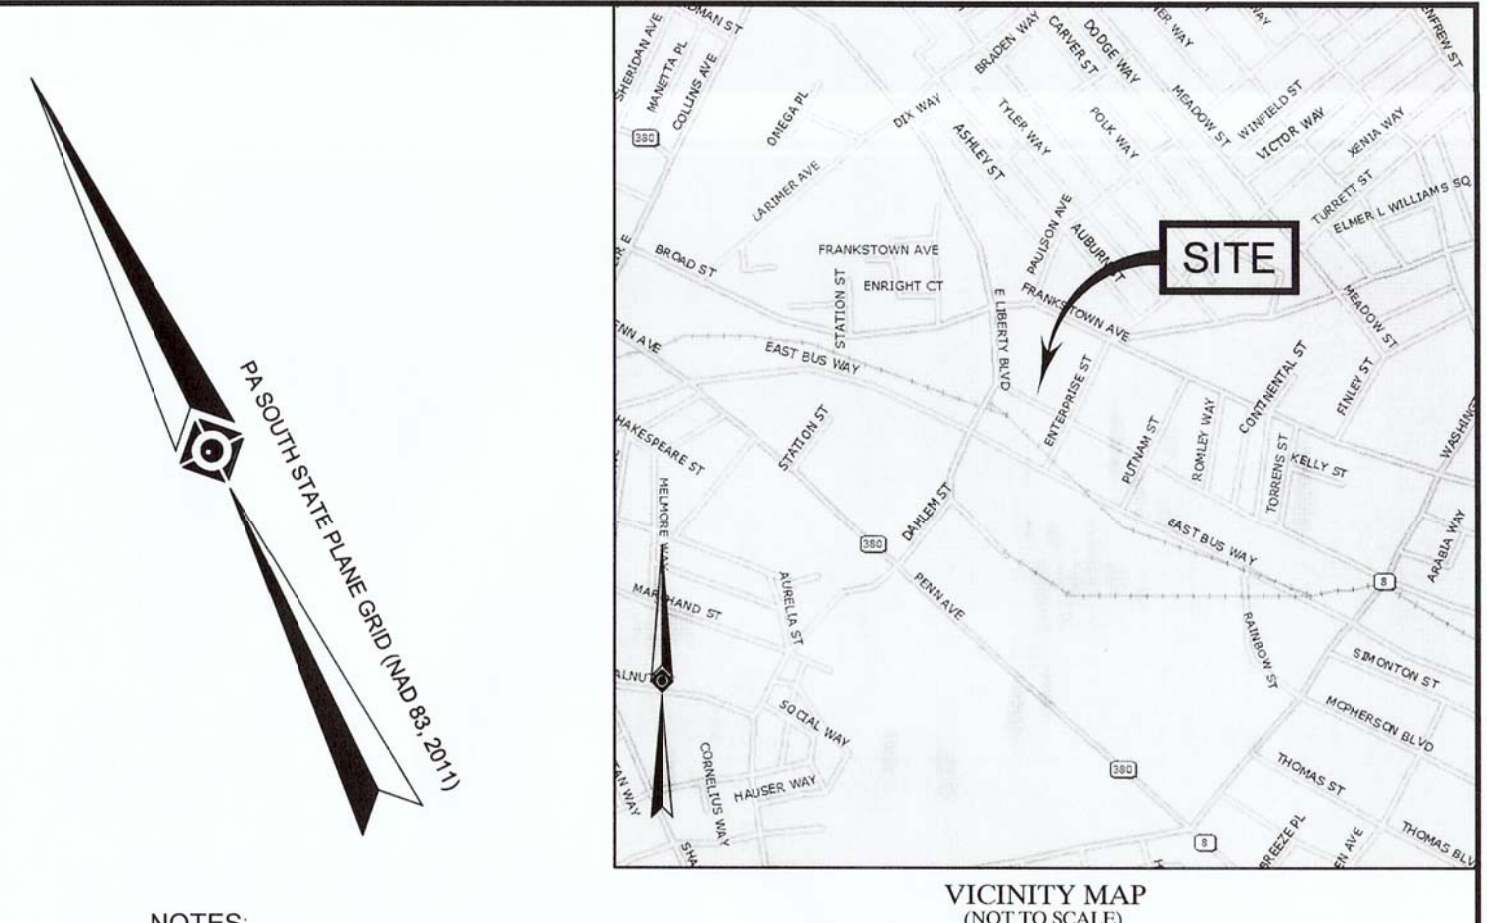 PA SOUTH STATE PLANE GRID (NAD 83, 2011)
SHERIDAN AVE
MANETTA PL
COLLINS AVE
OMEGA PL
380
LARIMER AVE
DIX WAY
BRADEN WAY
CARVER ST
DODGE WAY
WAY
MEADOW ST
WINFIELD ST
VICTOR WAY
XENIA WAY
TYLER WAY
POLK WAY
ASHLEY ST
TURRETT ST
ELMER L WILLIAMS SQ
PAULSON AVE
AUBURN ST
SITE
BROAD ST
FRANKSTOWN AVE
ENRIGHT CT
STATION ST
E LIBERTY BLVD
FRANKSTOWN AVE
MEADOW ST
EAST BUS WAY
ENTERPRISE ST
CONTINENTAL ST
FINLEY ST
STATION ST
PUTNAM ST
ROMLEY WAY
TORRENS ST
KELLY ST
MELMORE WAY
DAHLEM ST
380
EAST BUS WAY
ARABIA WAY
8
AURELIA ST
PENN AVE
RAINBOW ST
SIMONTON ST
MCPHERSON BLVD
SOCIAL WAY
CORNELIUS WAY
HAUSER WAY
380
THOMAS ST
8
VICINITY MAP
(NOT TO SCALE)
NOTES: